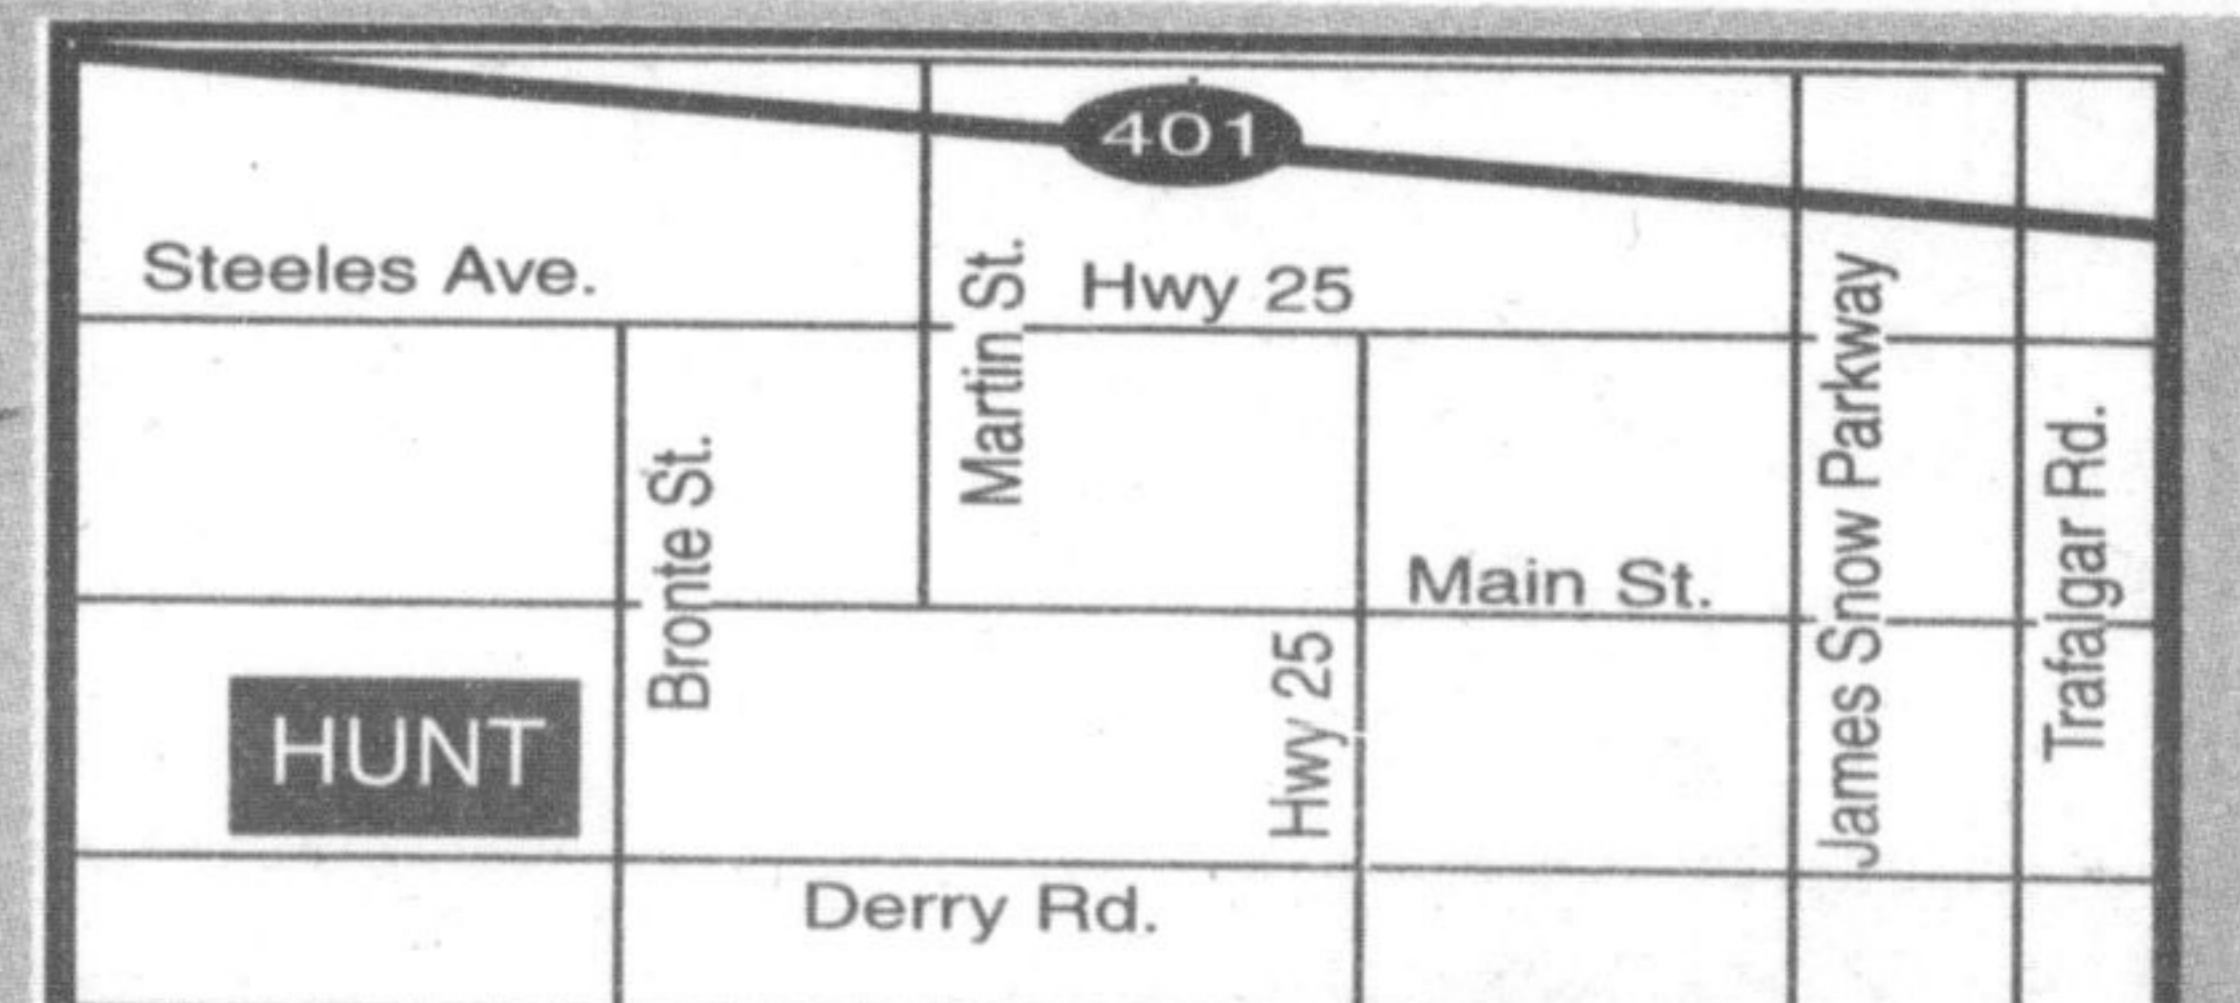 401
Steeles Ave.
Martin St.
Hwy 25
James Snow Parkway
Trafalgar Rd.
Bronte St.
Main St.
Hwy 25
HUNT
Derry Rd.